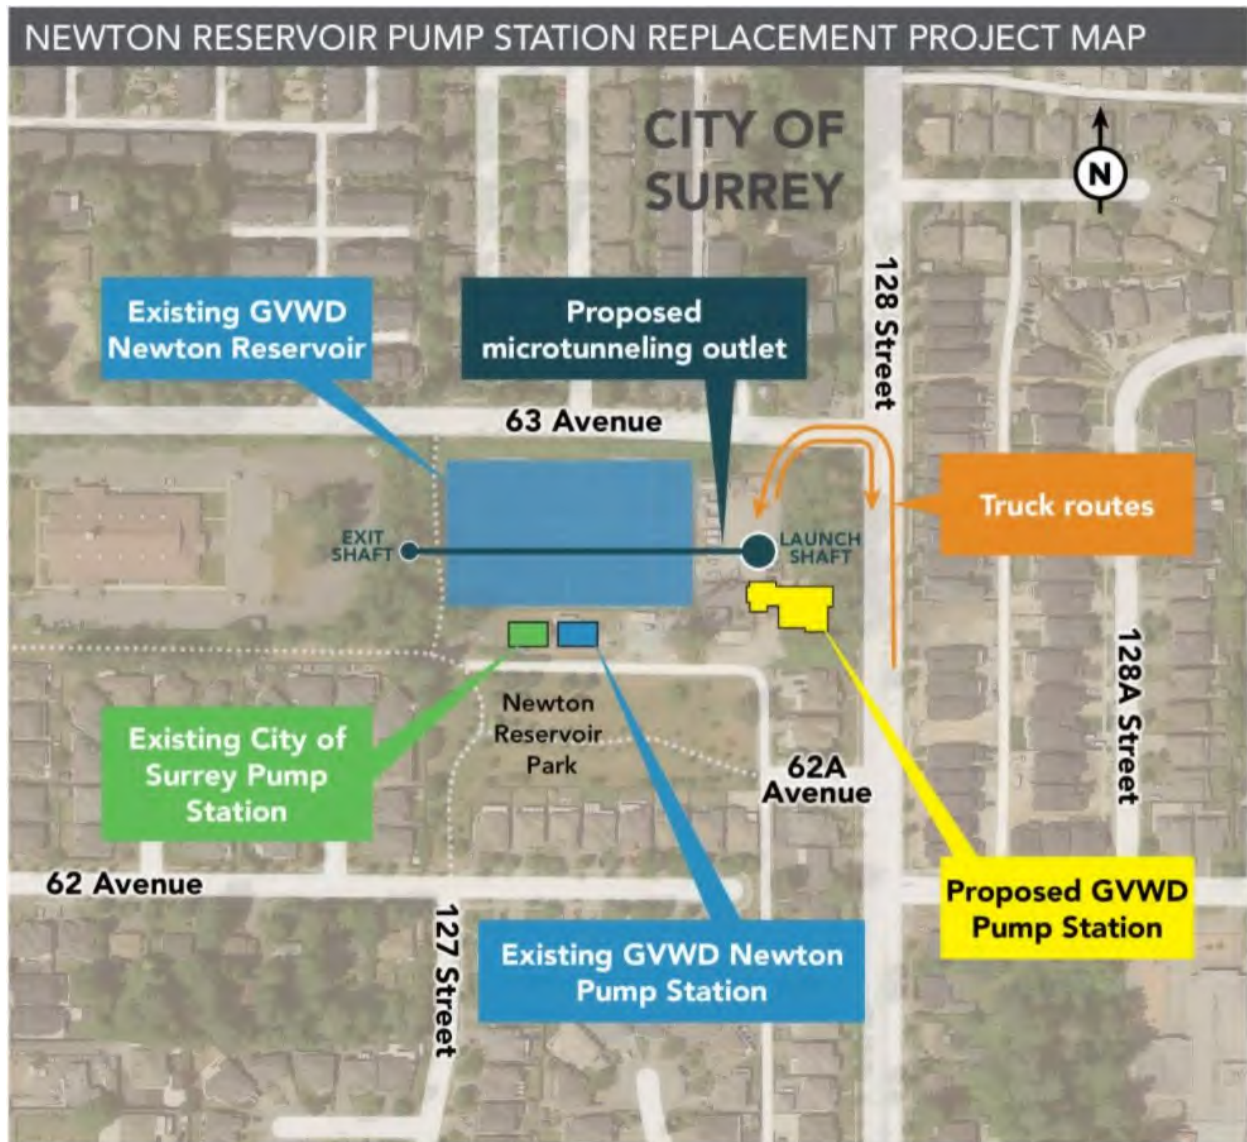 NEWTON RESERVOIR PUMP STATION REPLACEMENT PROJECT MAP
CITY OF
SURREY
N
128 Street
Existing GVWD
Newton Reservoir
Proposed
microtunneling outlet
63 Avenue
Truck routes
EXIT
SHAFT
LAUNCH
SHAFT
128A Street
Newton
Reservoir
Park
Existing City of
Surrey Pump
Station
62A
Avenue
62 Avenue
127 Street
Proposed GVWD
Pump Station
Existing GVWD Newton
Pump Station